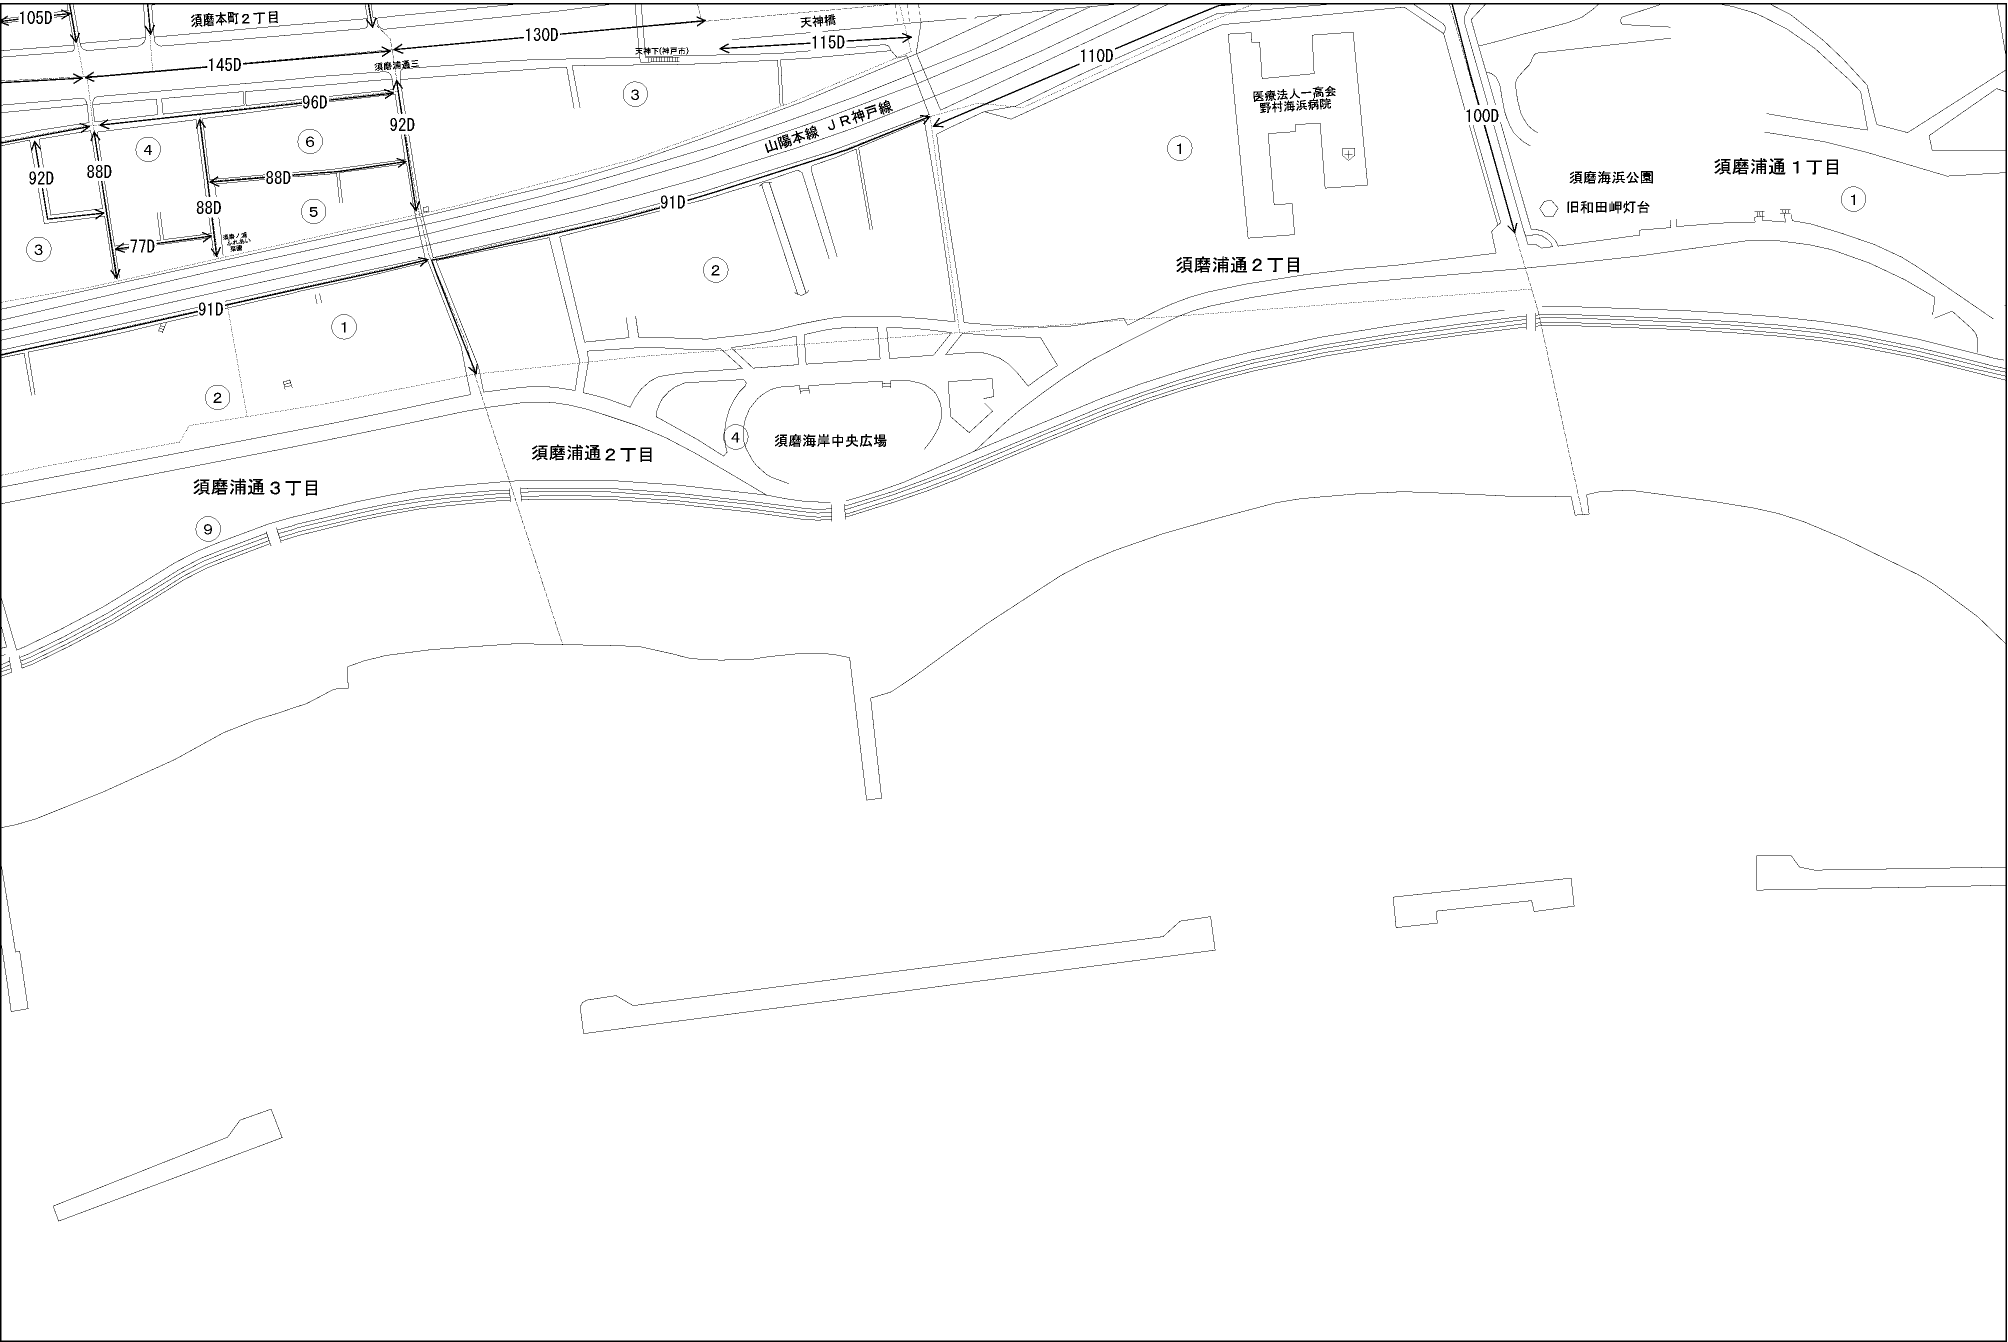 105D
須磨本町２丁目
130D
天神橋
115D
天神下(神戸市)
145D
須磨浦通三
110D
96D
③
92D
100D
医療法人一高会
野村海浜病院
山陽本線 ＪＲ神戸線
④
⑥
①
88D
92D
88D
須磨海浜公園
須磨浦通１丁目
①
旧和田岬灯台
88D
⑤
91D
77D
③
②
須磨浦通２丁目
91D
①
②
④
須磨海岸中央広場
須磨浦通２丁目
須磨浦通３丁目
⑨